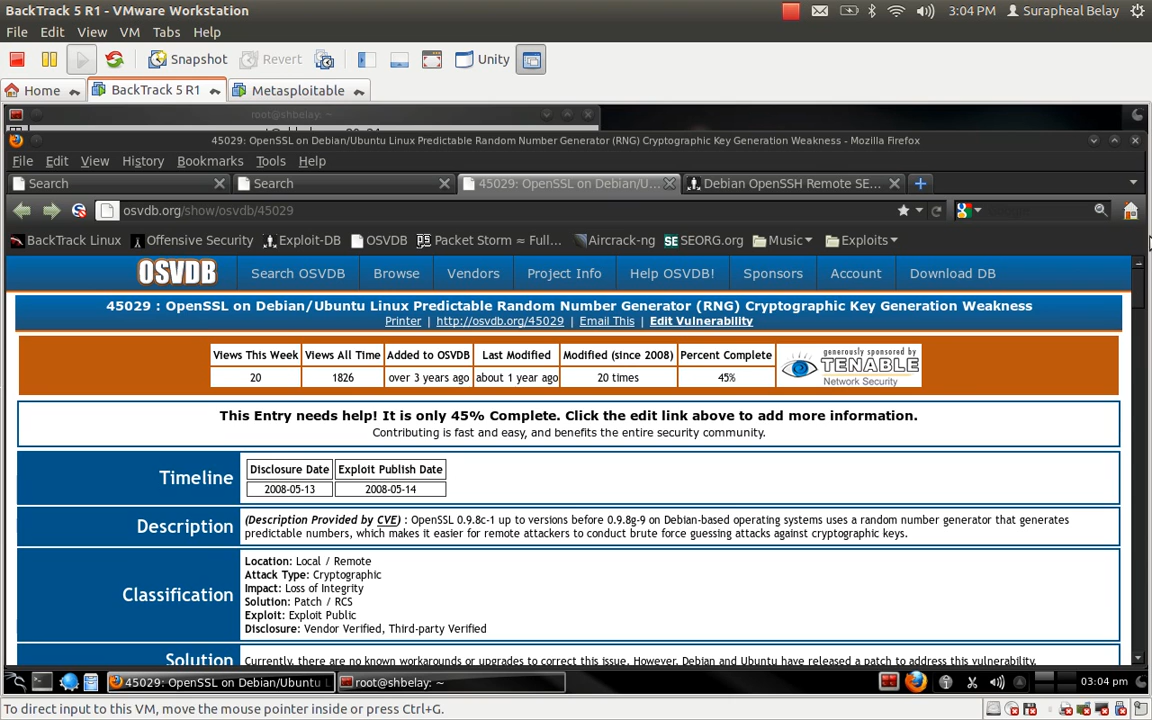 BackTrack 5 R1 - VMware Workstation
3:04 PM
Surapheal Belay
File Edit View VM Tabs Help
Snapshot Revert Unity
Home BackTrack 5 R1 Metasploitable
root@shbelay: ~
45029: OpenSSL on Debian/Ubuntu Linux Predictable Random Number Generator (RNG) Cryptographic Key Generation Weakness - Mozilla Firefox
File Edit View History Bookmarks Tools Help
Search Search 45029: OpenSSL on Debian/U... Debian OpenSSH Remote SE...
osvdb.org/show/osvdb/45029
BackTrack Linux Offensive Security Exploit-DB OSVDB Packet Storm ≈ Full... Aircrack-ng SEORG.org Music Exploits
OSVDB Search OSVDB Browse Vendors Project Info Help OSVDB! Sponsors Account Download DB
45029 : OpenSSL on Debian/Ubuntu Linux Predictable Random Number Generator (RNG) Cryptographic Key Generation Weakness
Printer | http://osvdb.org/45029 | Email This | Edit Vulnerability
Views This Week Views All Time Added to OSVDB Last Modified Modified (since 2008) Percent Complete
20 1826 over 3 years ago about 1 year ago 20 times 45%
generously sponsored by
TENABLE
Network Security
This Entry needs help! It is only 45% Complete. Click the edit link above to add more information.
Contributing is fast and easy, and benefits the entire security community.
Timeline
Disclosure Date Exploit Publish Date
2008-05-13 2008-05-14
Description
(Description Provided by CVE) : OpenSSL 0.9.8c-1 up to versions before 0.9.8g-9 on Debian-based operating systems uses a random number generator that generates
predictable numbers, which makes it easier for remote attackers to conduct brute force guessing attacks against cryptographic keys.
Classification
Location: Local / Remote
Attack Type: Cryptographic
Impact: Loss of Integrity
Solution: Patch / RCS
Exploit: Exploit Public
Disclosure: Vendor Verified, Third-party Verified
Solution
Currently, there are no known workarounds or upgrades to correct this issue. However, Debian and Ubuntu have released a patch to address this vulnerability.
45029: OpenSSL on Debian/Ubuntu L root@shbelay: ~ 03:04 pm
To direct input to this VM, move the mouse pointer inside or press Ctrl+G.